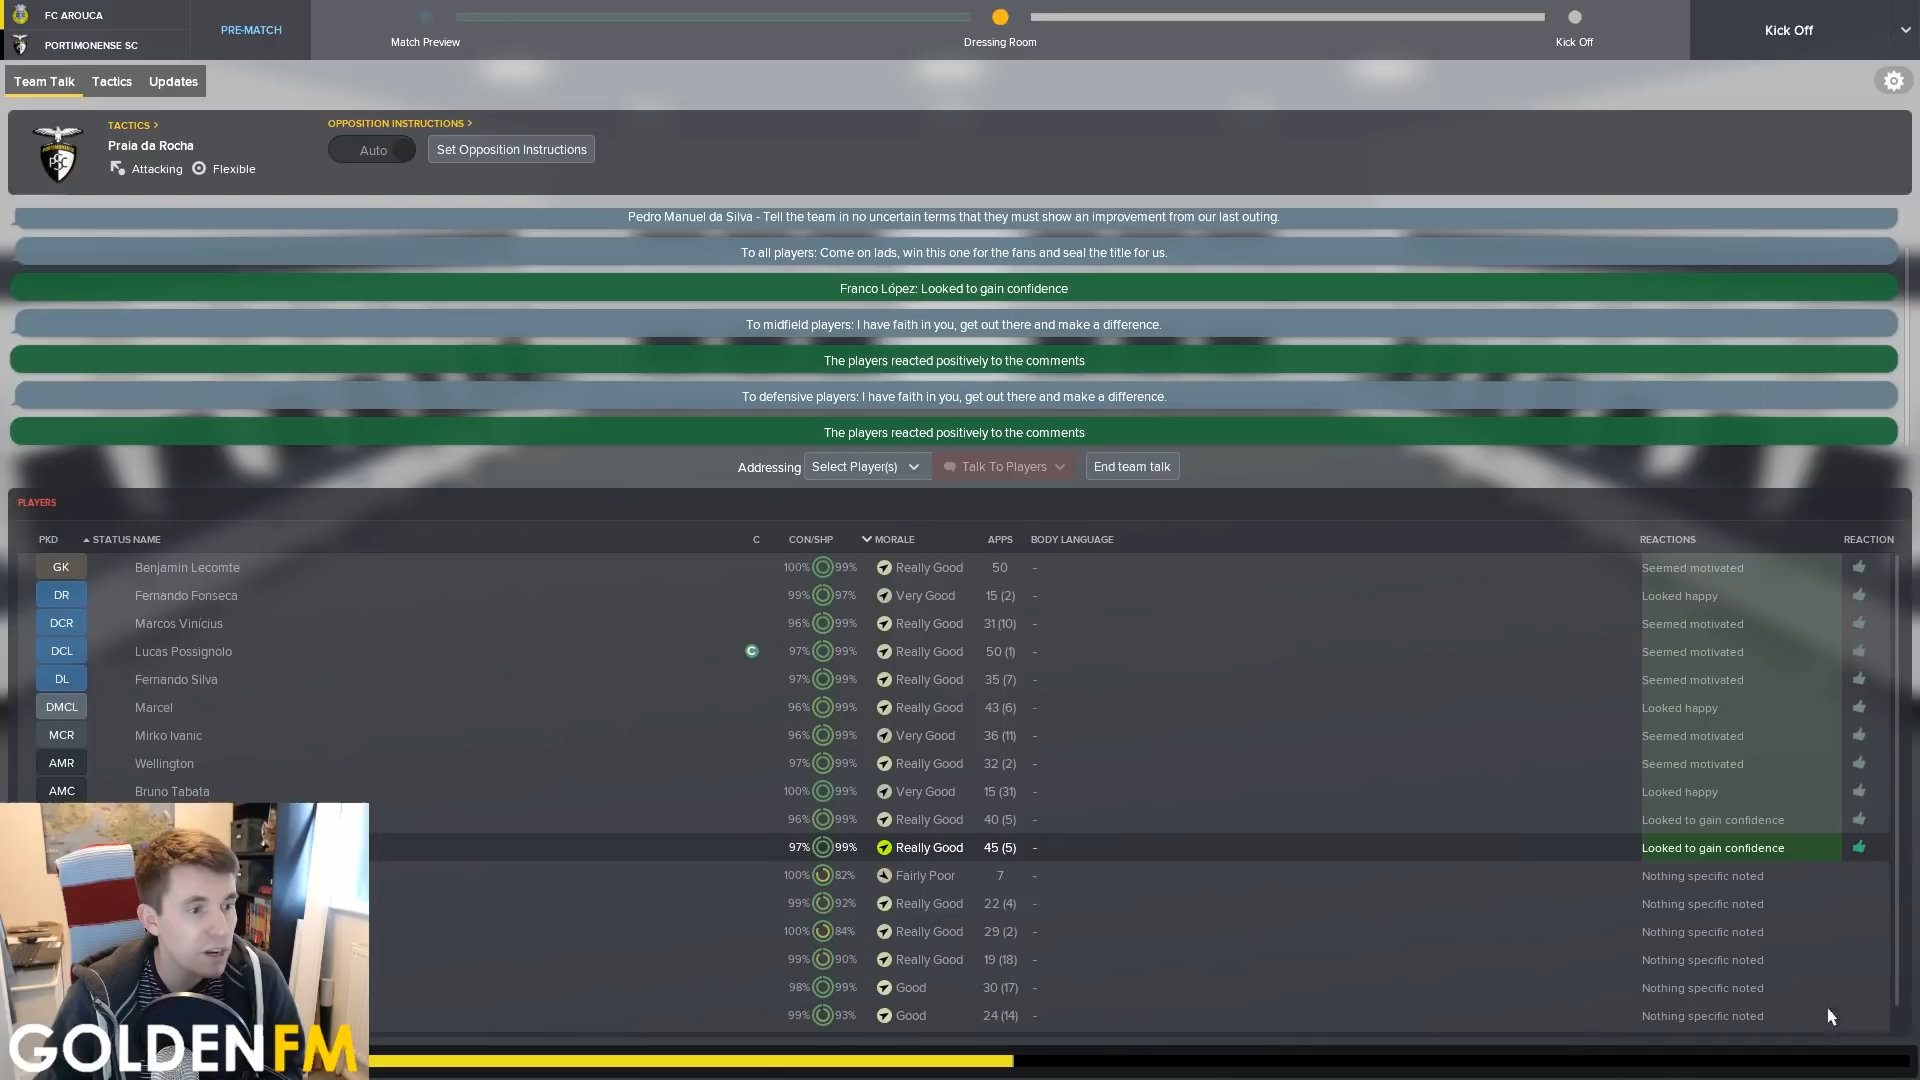 FC AROUCA
PORTIMONENSE SC
PRE-MATCH
Match Preview
Dressing Room
Kick Off
Kick Off
Team Talk Tactics Updates
TACTICS >
Praia da Rocha
Attacking Flexible
OPPOSITION INSTRUCTIONS >
Auto Set Opposition Instructions
Pedro Manuel da Silva - Tell the team in no uncertain terms that they must show an improvement from our last outing.
To all players: Come on lads, win this one for the fans and seal the title for us.
Franco López: Looked to gain confidence
To midfield players: I have faith in you, get out there and make a difference.
The players reacted positively to the comments
To defensive players: I have faith in you, get out there and make a difference.
The players reacted positively to the comments
Addressing Select Player(s) Talk To Players End team talk
PLAYERS
PKD STATUS NAME C CON/SHP MORALE APPS BODY LANGUAGE REACTIONS REACTION
GK Benjamin Lecomte 100% 99% Really Good 50 - Seemed motivated
DR Fernando Fonseca 99% 97% Very Good 15 (2) - Looked happy
DCR Marcos Vinícius 96% 99% Really Good 31 (10) - Seemed motivated
DCL Lucas Possignolo C 97% 99% Really Good 50 (1) - Seemed motivated
DL Fernando Silva 97% 99% Really Good 35 (7) - Seemed motivated
DMCL Marcel 96% 99% Really Good 43 (6) - Looked happy
MCR Mirko Ivanic 96% 99% Very Good 36 (11) - Seemed motivated
AMR Wellington 97% 99% Really Good 32 (2) - Seemed motivated
AMC Bruno Tabata 100% 99% Very Good 15 (31) - Looked happy
96% 99% Really Good 40 (5) - Looked to gain confidence
97% 99% Really Good 45 (5) - Looked to gain confidence
100% 82% Fairly Poor 7 - Nothing specific noted
99% 92% Really Good 22 (4) - Nothing specific noted
100% 84% Really Good 29 (2) - Nothing specific noted
99% 90% Really Good 19 (18) - Nothing specific noted
98% 99% Good 30 (17) - Nothing specific noted
99% 93% Good 24 (14) - Nothing specific noted
GOLDENFM